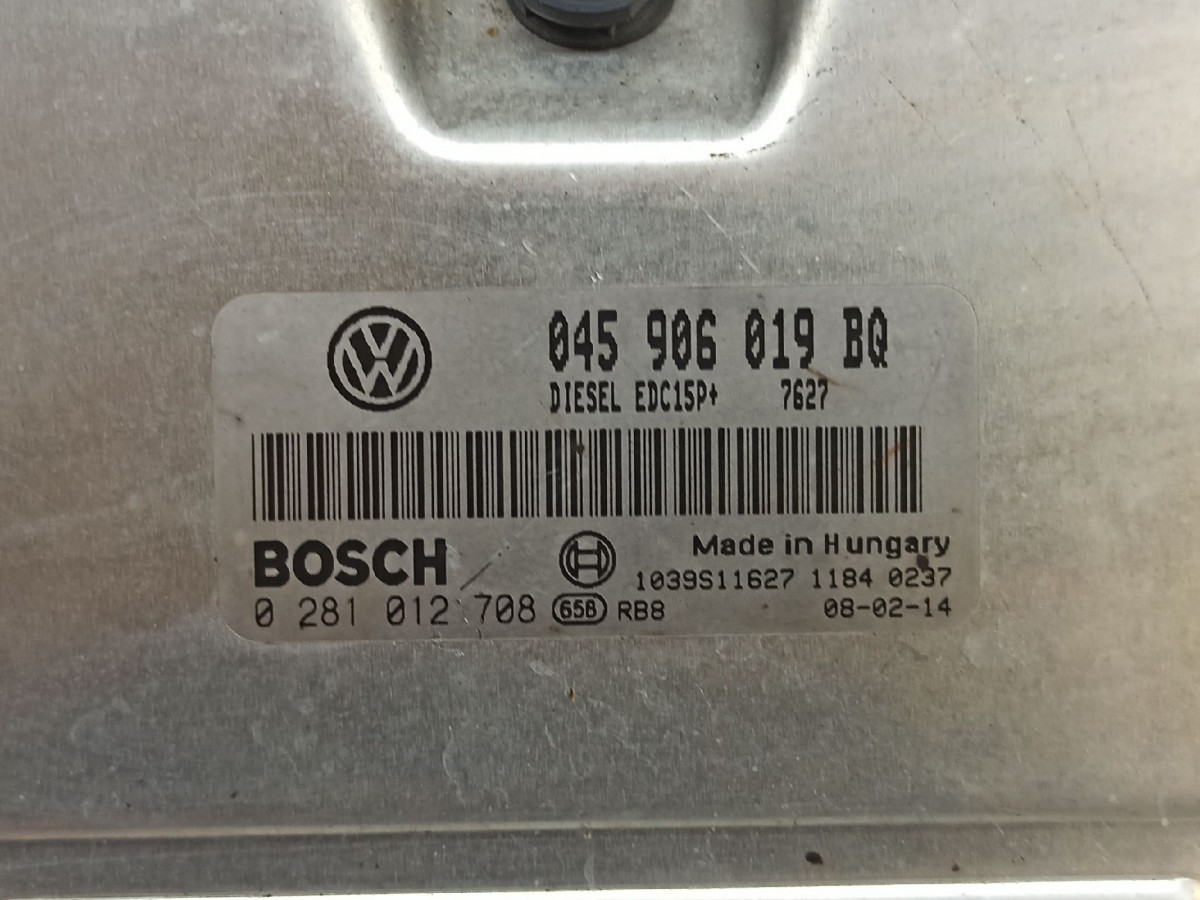 045 906 019 BQ
DIESEL EDC15P+ 7627
BOSCH
Made in Hungary
1039S11627 1184 0237
0 281 012 708 65B RB8 08-02-14